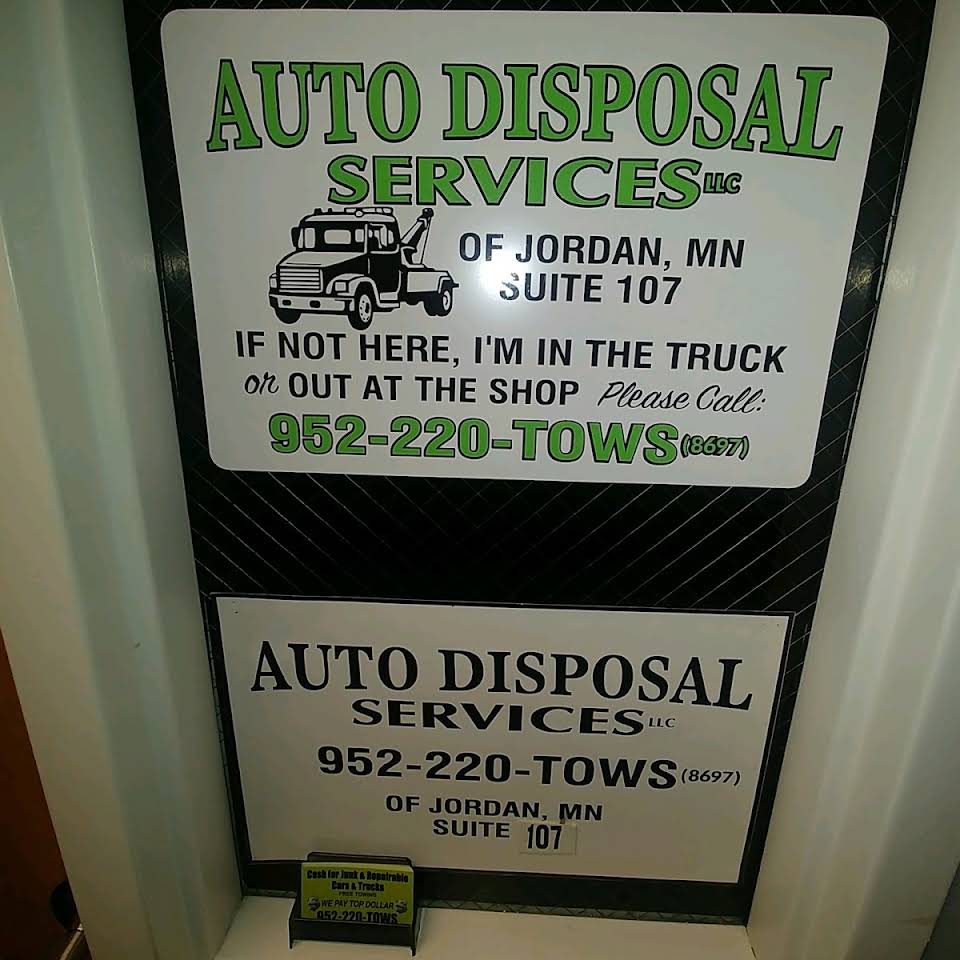 AUTO DISPOSAL
SERVICES LLC
OF JORDAN, MN
SUITE 107
IF NOT HERE, I'M IN THE TRUCK
or OUT AT THE SHOP Please Call:
952-220-TOWS (8697)
AUTO DISPOSAL
SERVICES LLC
952-220-TOWS (8697)
OF JORDAN, MN
SUITE 107
Cash for Junk & Repairable
Cars & Trucks
FREE TOWING
WE PAY TOP DOLLAR
952-220-TOWS